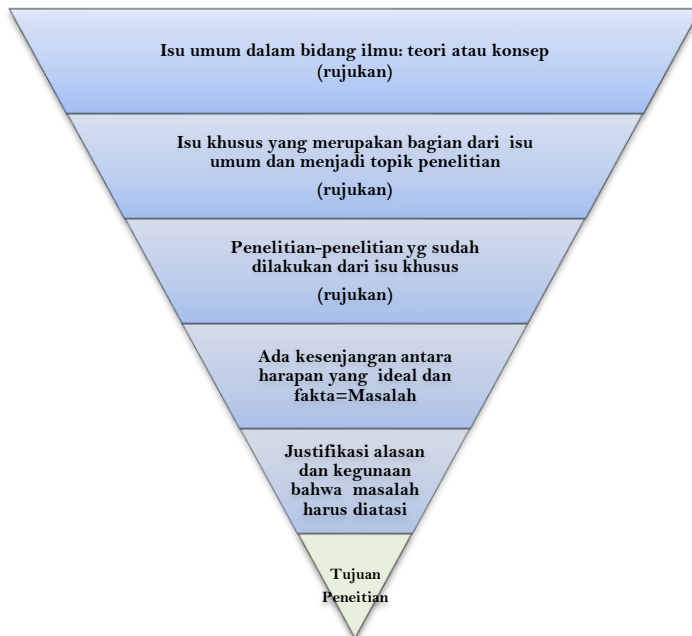 Isu umum dalam bidang ilmu: teori atau konsep
(rujukan)
Isu khusus yang merupakan bagian dari isu
umum dan menjadi topik penelitian
(rujukan)
Penelitian-penelitian yg sudah
dilakukan dari isu khusus
(rujukan)
Ada kesenjangan antara
harapan yang ideal dan
fakta=Masalah
Justifikasi alasan
dan kegunaan
bahwa masalah
harus diatasi
Tujuan
Peneitian